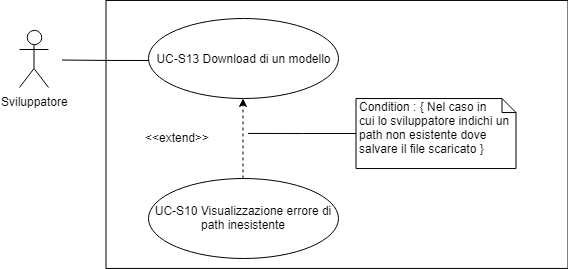 UC-S13 Download di un modello
Sviluppatore
Condition : { Nel caso in
cui lo sviluppatore indichi un
path non esistente dove
salvare il file scaricato }
<<extend>>
UC-S10 Visualizzazione errore di
path inesistente